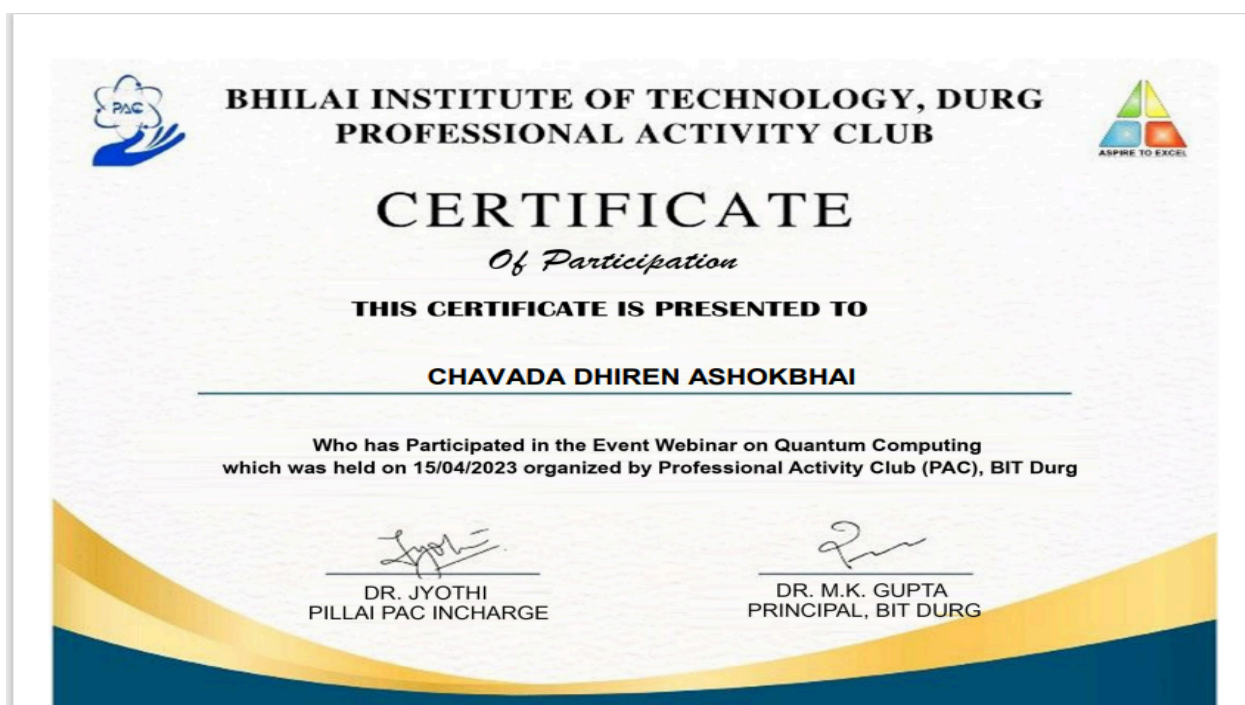 PAC
BHILAI INSTITUTE OF TECHNOLOGY, DURG
PROFESSIONAL ACTIVITY CLUB
ASPIRE TO EXCEL
CERTIFICATE
Of Participation
THIS CERTIFICATE IS PRESENTED TO
CHAVADA DHIREN ASHOKBHAI
Who has Participated in the Event Webinar on Quantum Computing
which was held on 15/04/2023 organized by Professional Activity Club (PAC), BIT Durg
Jyothi
DR. JYOTHI
PILLAI PAC INCHARGE
DR. M.K. GUPTA
PRINCIPAL, BIT DURG